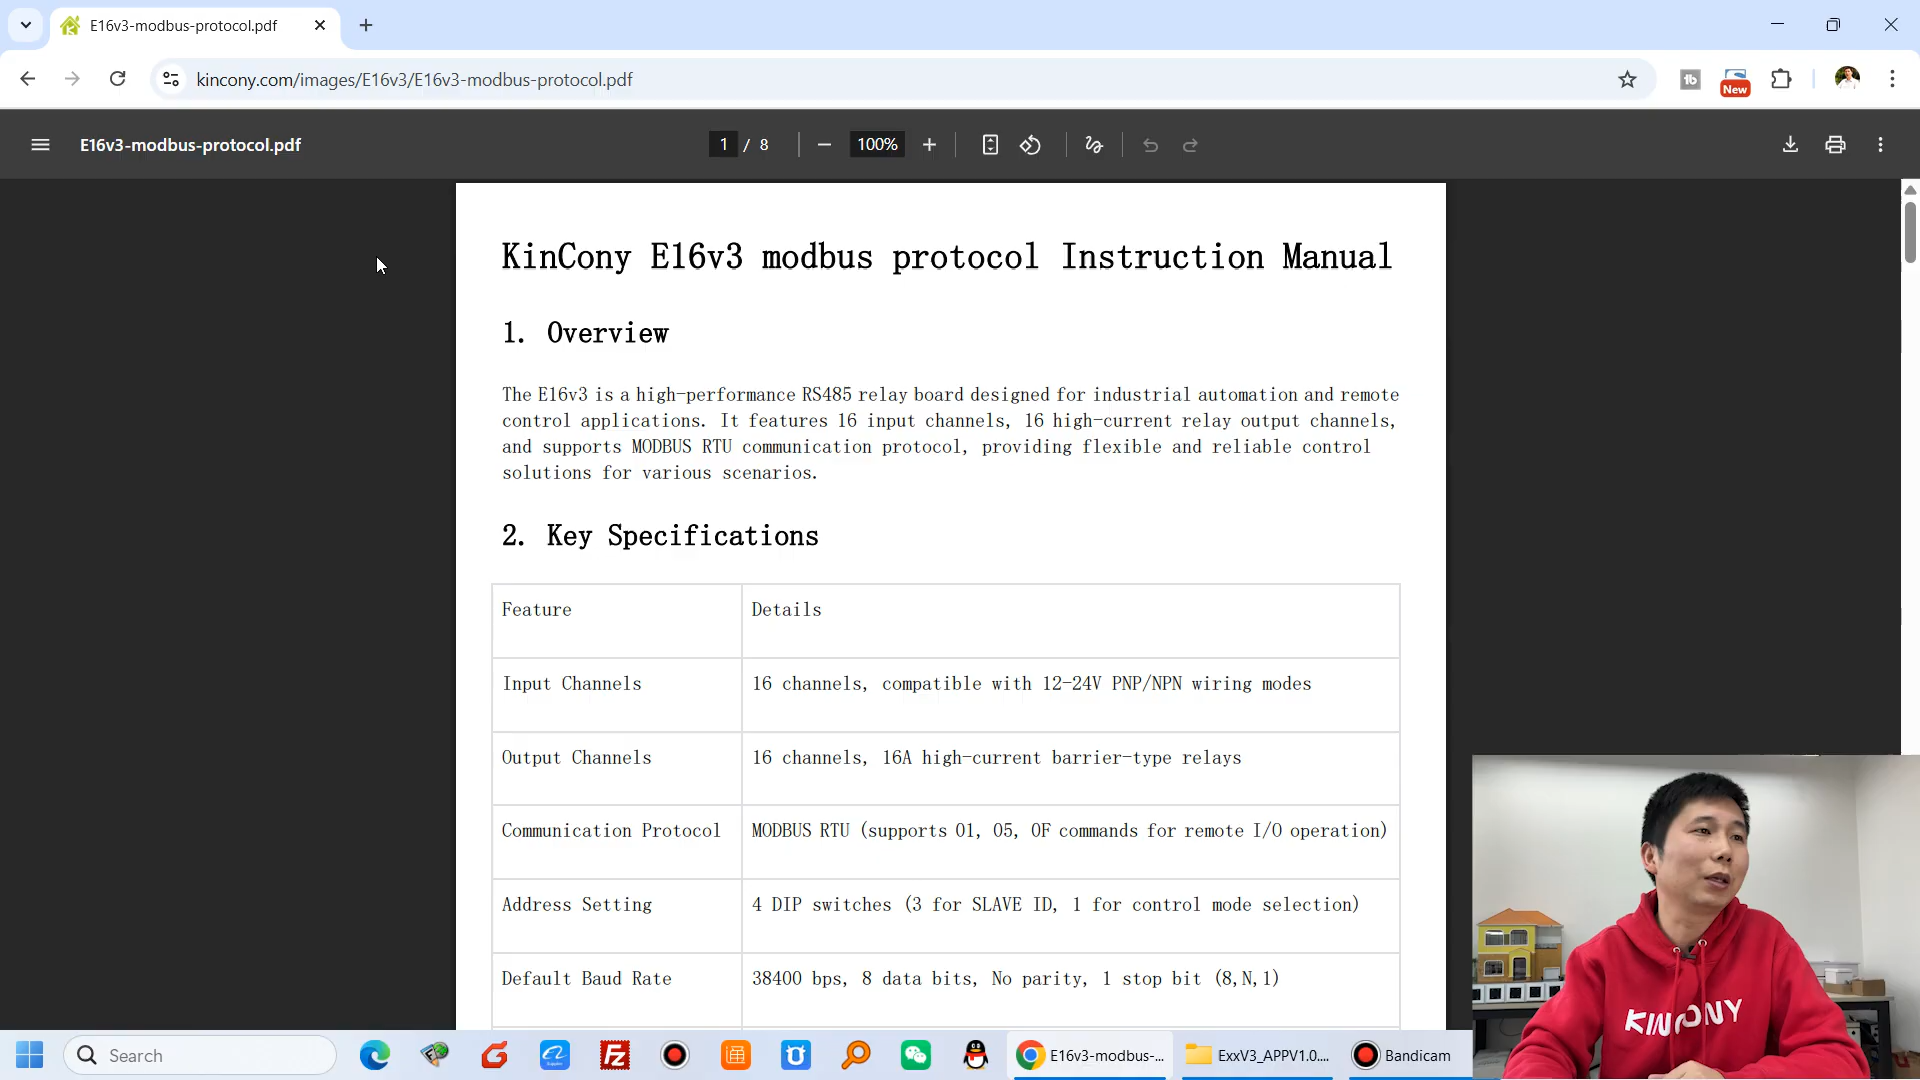 E16v3-modbus-protocol.pdf
kincony.com/images/E16v3/E16v3-modbus-protocol.pdf
New
E16v3-modbus-protocol.pdf
1 / 8
100%
KinCony E16v3 modbus protocol Instruction Manual
1. Overview
The E16v3 is a high-performance RS485 relay board designed for industrial automation and remote
control applications. It features 16 input channels, 16 high-current relay output channels,
and supports MODBUS RTU communication protocol, providing flexible and reliable control
solutions for various scenarios.
2. Key Specifications
Feature
Details
Input Channels
16 channels, compatible with 12-24V PNP/NPN wiring modes
Output Channels
16 channels, 16A high-current barrier-type relays
Communication Protocol
MODBUS RTU (supports 01, 05, 0F commands for remote I/O operation)
Address Setting
4 DIP switches (3 for SLAVE ID, 1 for control mode selection)
Default Baud Rate
38400 bps, 8 data bits, No parity, 1 stop bit (8,N,1)
KINCONY
Search
E16v3-modbus-...
ExxV3_APPV1.0....
Bandicam